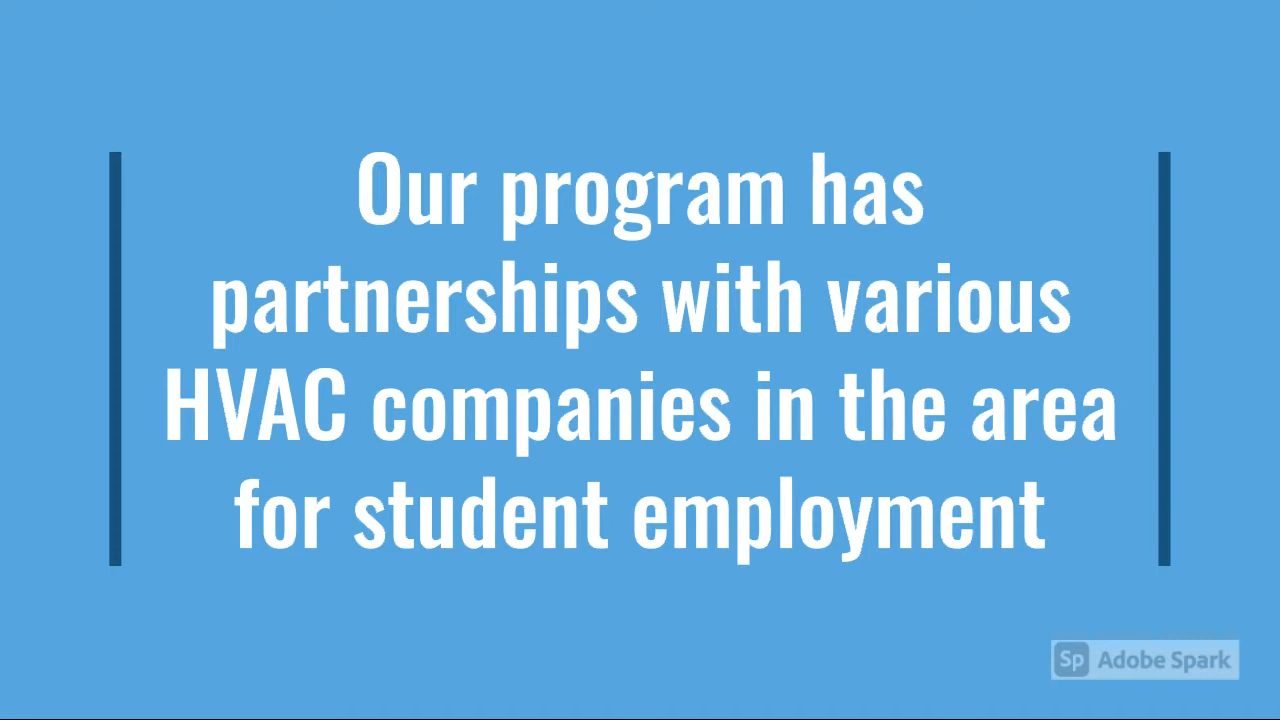 Our program has
partnerships with various
HVAC companies in the area
for student employment
Sp Adobe Spark